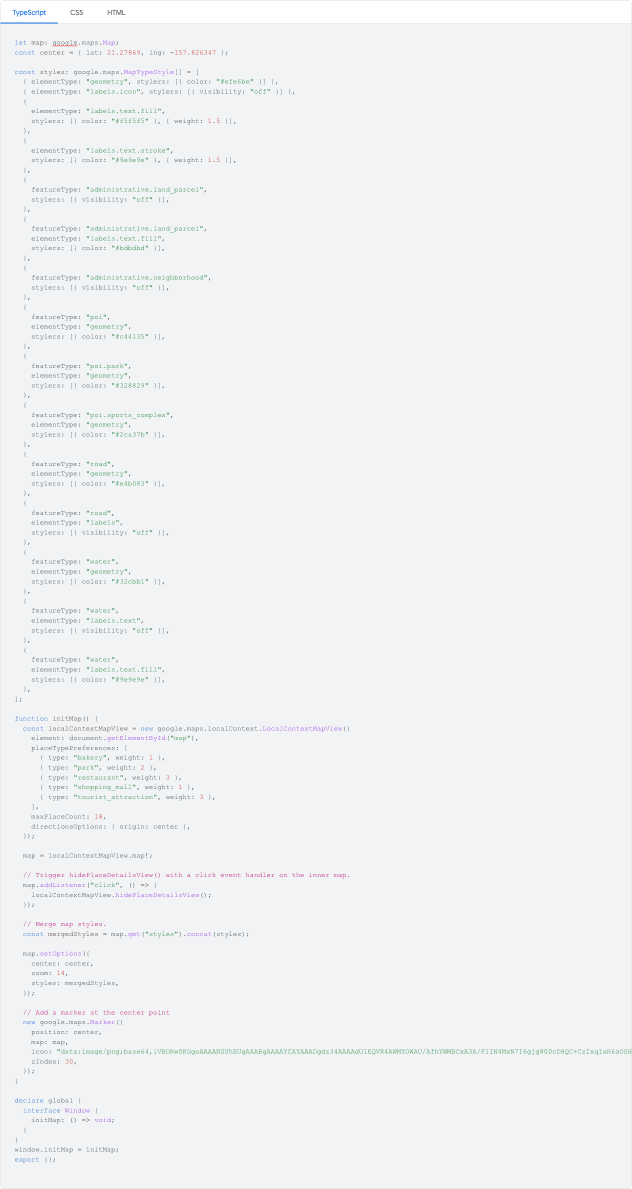 TypeScript CSS HTML
let map: google.maps.Map;
const center = { lat: 21.27869, lng: -157.826347 };
const styles: google.maps.MapTypeStyle[] = [
  { elementType: "geometry", stylers: [{ color: "#efe6be" }] },
  { elementType: "labels.icon", stylers: [{ visibility: "off" }] },
  {
    elementType: "labels.text.fill",
    stylers: [{ color: "#f5f5f5" }, { weight: 1.5 }],
  },
  {
    elementType: "labels.text.stroke",
    stylers: [{ color: "#9e9e9e" }, { weight: 1.5 }],
  },
  {
    featureType: "administrative.land_parcel",
    stylers: [{ visibility: "off" }],
  },
  {
    featureType: "administrative.land_parcel",
    elementType: "labels.text.fill",
    stylers: [{ color: "#bdbdbd" }],
  },
  {
    featureType: "administrative.neighborhood",
    stylers: [{ visibility: "off" }],
  },
  {
    featureType: "poi",
    elementType: "geometry",
    stylers: [{ color: "#c44135" }],
  },
  {
    featureType: "poi.park",
    elementType: "geometry",
    stylers: [{ color: "#328829" }],
  },
  {
    featureType: "poi.sports_complex",
    elementType: "geometry",
    stylers: [{ color: "#2ca37b" }],
  },
  {
    featureType: "road",
    elementType: "geometry",
    stylers: [{ color: "#e4b083" }],
  },
  {
    featureType: "road",
    elementType: "labels",
    stylers: [{ visibility: "off" }],
  },
  {
    featureType: "water",
    elementType: "geometry",
    stylers: [{ color: "#32cbb1" }],
  },
  {
    featureType: "water",
    elementType: "labels.text",
    stylers: [{ visibility: "off" }],
  },
  {
    featureType: "water",
    elementType: "labels.text.fill",
    stylers: [{ color: "#9e9e9e" }],
  },
];
function initMap() {
  const localContextMapView = new google.maps.localContext.LocalContextMapView({
    element: document.getElementById("map"),
    placeTypePreferences: [
      { type: "bakery", weight: 1 },
      { type: "park", weight: 2 },
      { type: "restaurant", weight: 3 },
      { type: "shopping_mall", weight: 1 },
      { type: "tourist_attraction", weight: 3 },
    ],
    maxPlaceCount: 18,
    directionsOptions: { origin: center },
  });
  map = localContextMapView.map!;
  // Trigger hidePlaceDetailsView() with a click event handler on the inner map.
  map.addListener("click", () => {
    localContextMapView.hidePlaceDetailsView();
  });
  // Merge map styles.
  const mergedStyles = map.get("styles").concat(styles);
  map.setOptions({
    center: center,
    zoom: 14,
    styles: mergedStyles,
  });
  // Add a marker at the center point
  new google.maps.Marker({
    position: center,
    map: map,
    icon: "data:image/png;base64,
    zIndex: 30,
  });
}
declare global {
  interface Window {
    initMap: () => void;
  }
}
window.initMap = initMap;
export {};